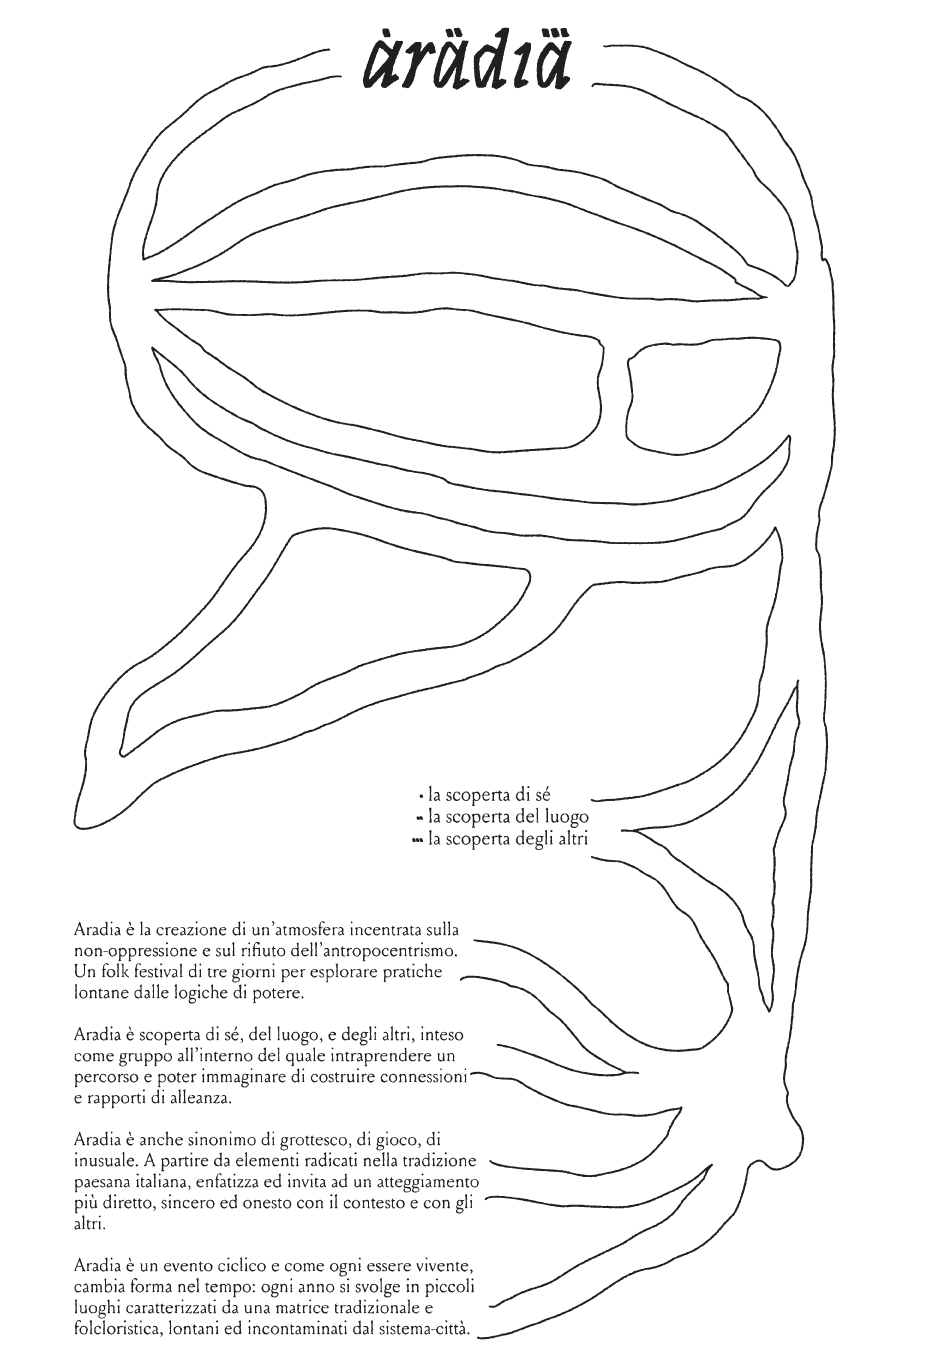 àrädıä
· la scoperta di sé
·· la scoperta del luogo
··· la scoperta degli altri
Aradia è la creazione di un'atmosfera incentrata sulla
non-oppressione e sul rifiuto dell'antropocentrismo.
Un folk festival di tre giorni per esplorare pratiche
lontane dalle logiche di potere.
Aradia è scoperta di sé, del luogo, e degli altri, inteso
come gruppo all'interno del quale intraprendere un
percorso e poter immaginare di costruire connessioni
e rapporti di alleanza.
Aradia è anche sinonimo di grottesco, di gioco, di
inusuale. A partire da elementi radicati nella tradizione
paesana italiana, enfatizza ed invita ad un atteggiamento
più diretto, sincero ed onesto con il contesto e con gli
altri.
Aradia è un evento ciclico e come ogni essere vivente,
cambia forma nel tempo: ogni anno si svolge in piccoli
luoghi caratterizzati da una matrice tradizionale e
folcloristica, lontani ed incontaminati dal sistema-città.